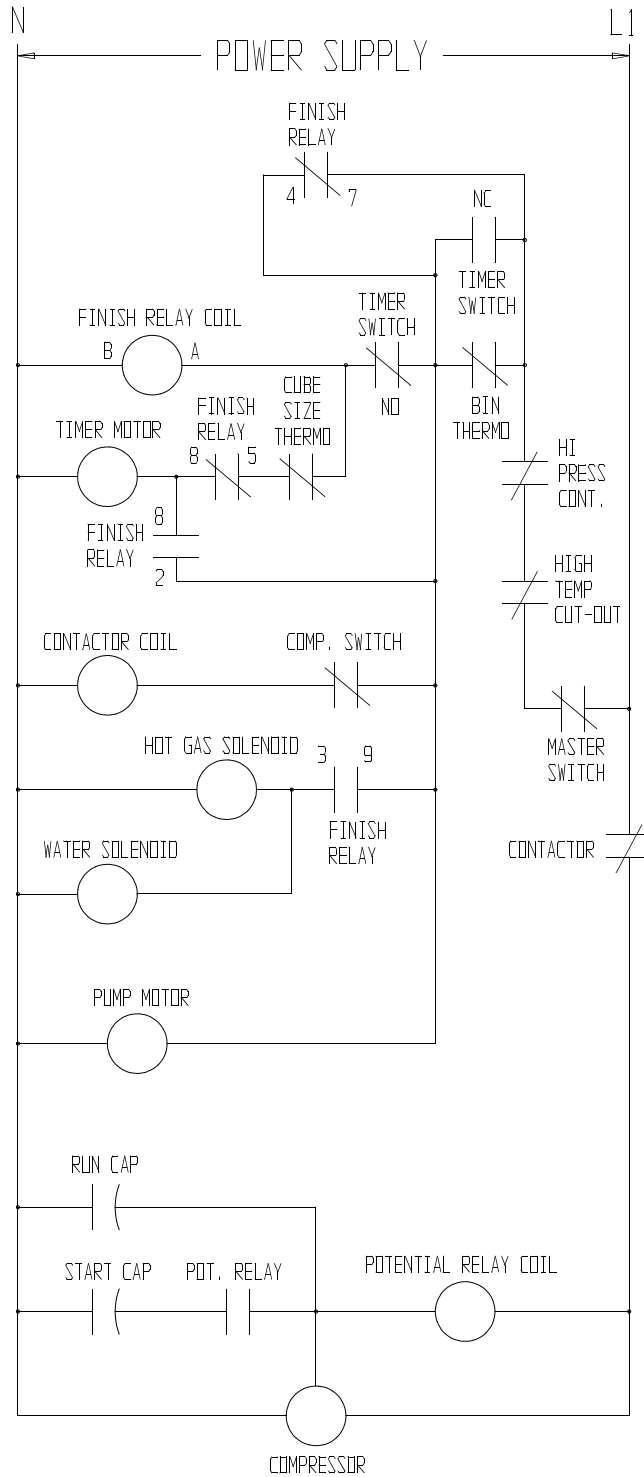 N
L1
POWER SUPPLY
FINISH
RELAY
4
7
NC
TIMER
SWITCH
TIMER
SWITCH
NO
FINISH RELAY COIL
B
A
BIN
THERMO
CUBE
SIZE
THERMO
FINISH
RELAY
8
5
TIMER MOTOR
HI
PRESS
CONT.
8
FINISH
RELAY
2
HIGH
TEMP
CUT-OUT
CONTACTOR COIL
COMP. SWITCH
MASTER
SWITCH
HOT GAS SOLENOID
3
9
FINISH
RELAY
WATER SOLENOID
CONTACTOR
PUMP MOTOR
RUN CAP
START CAP
POT. RELAY
POTENTIAL RELAY COIL
COMPRESSOR